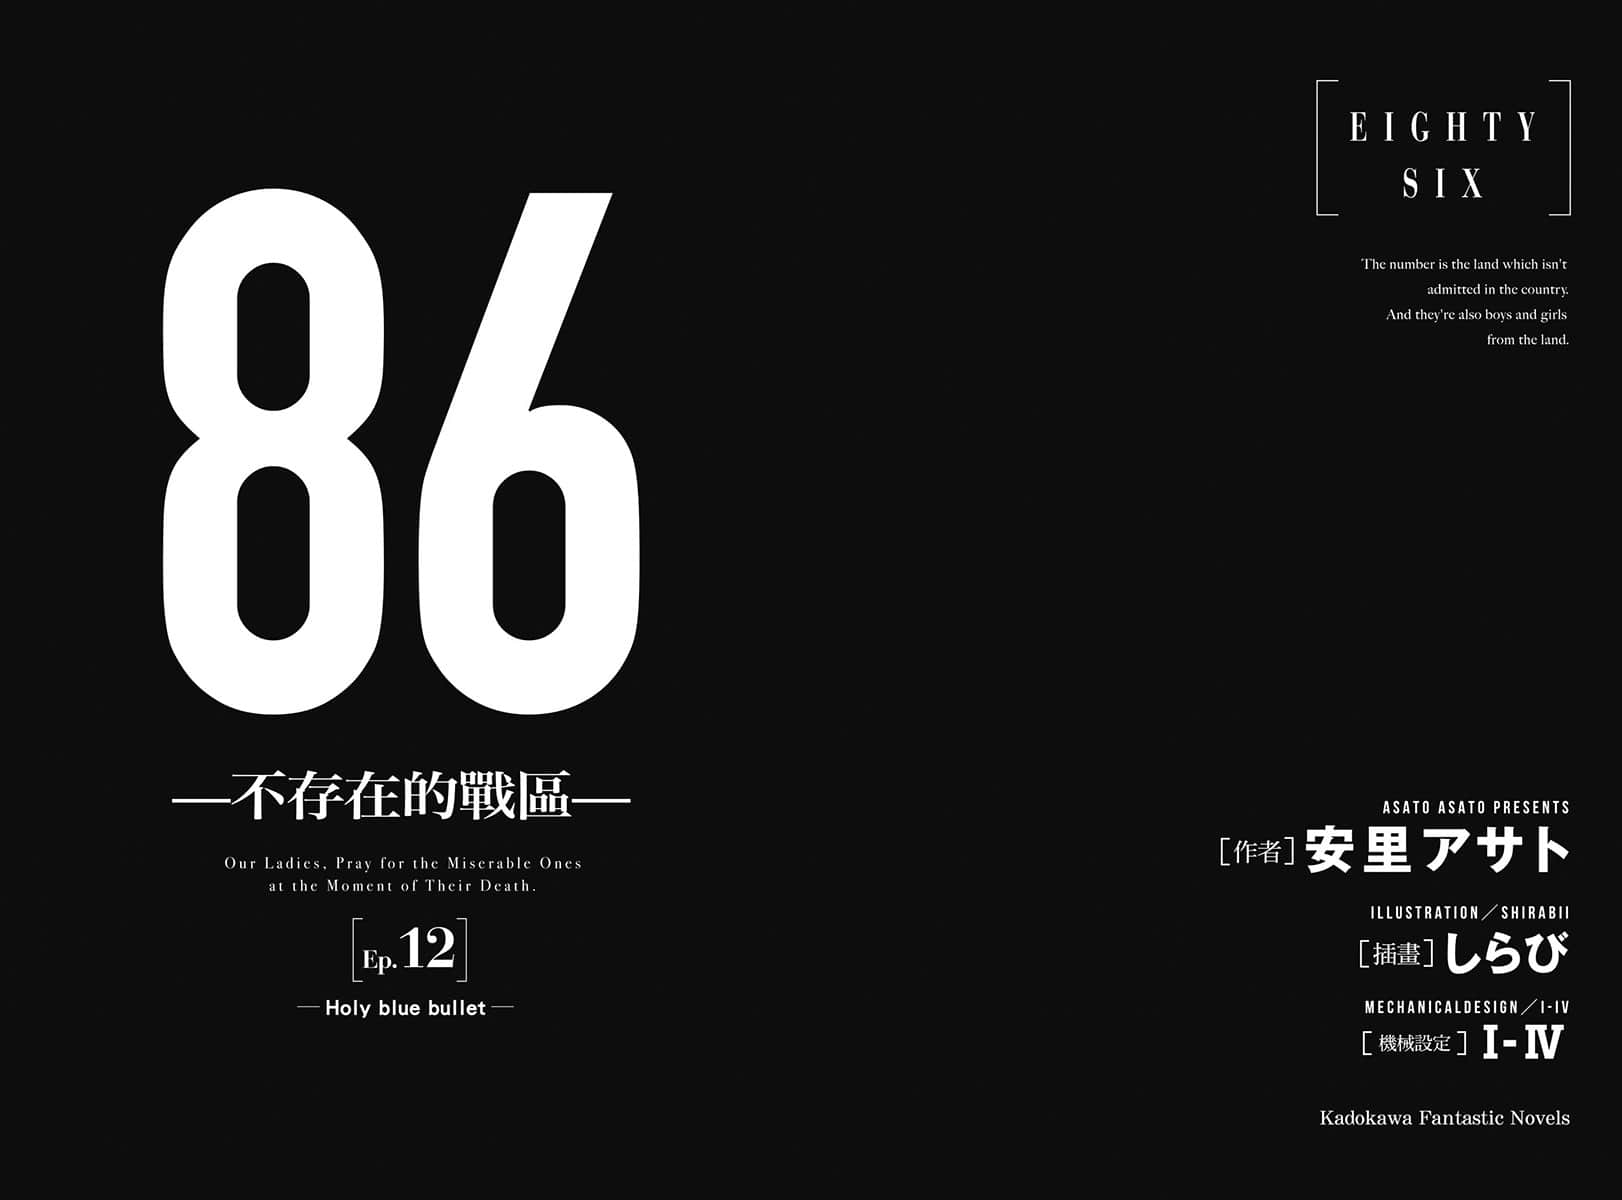 86
—不存在的戰區—
Our Ladies, Pray for the Miserable Ones
at the Moment of Their Death.
[Ep.12]
— Holy blue bullet —
[EIGHTY
SIX]
The number is the land which isn't
admitted in the country.
And they're also boys and girls
from the land.
ASATO ASATO PRESENTS
[作者] 安里アサト
ILLUSTRATION／SHIRABII
[插畫] しらび
MECHANICALDESIGN／I-IV
[機械設定] I-Ⅳ
Kadokawa Fantastic Novels